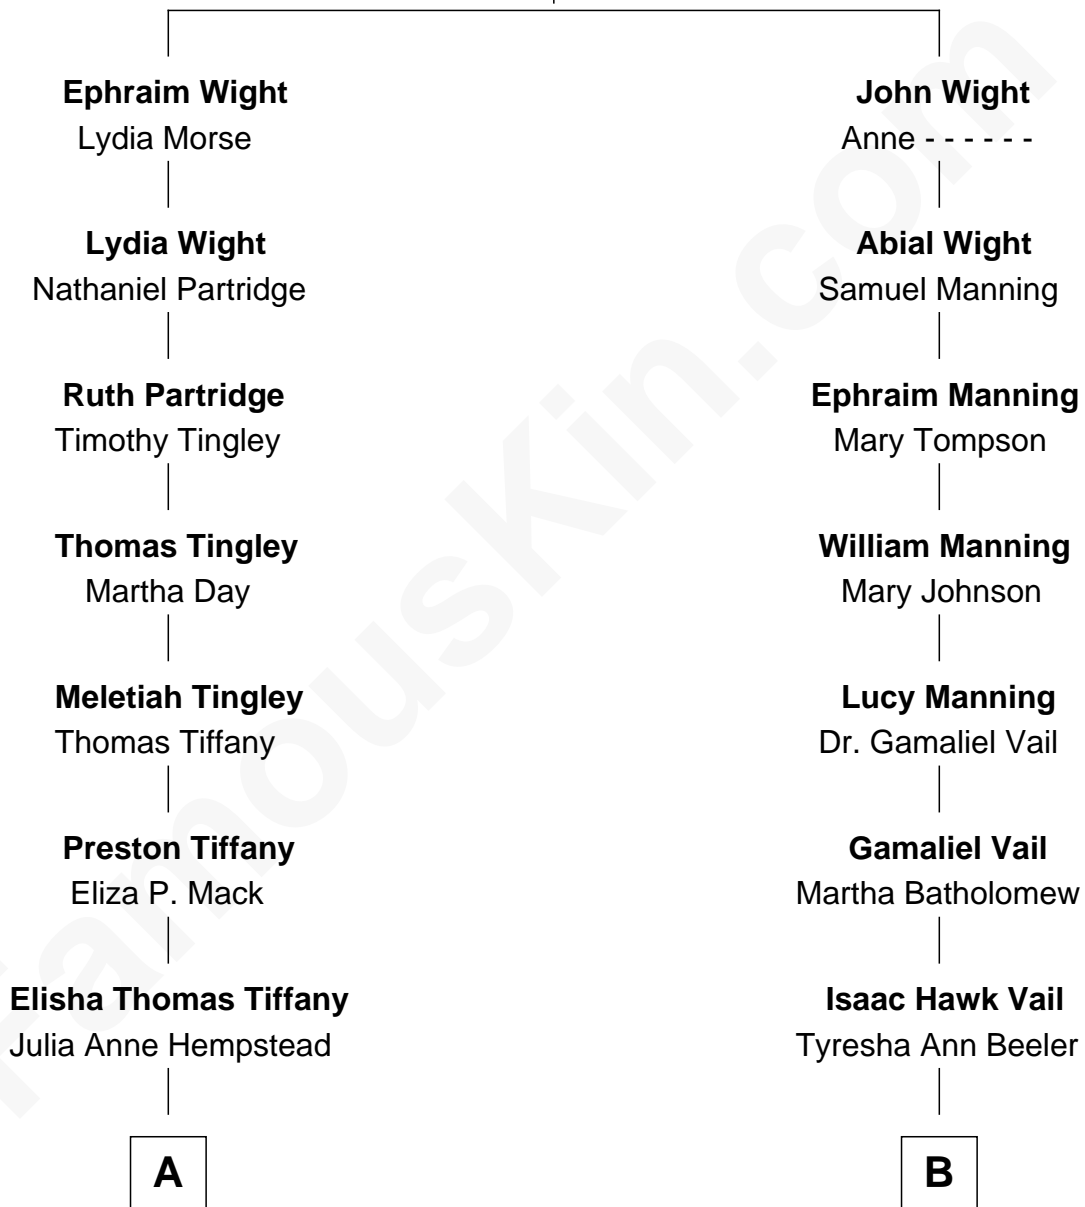 Ephraim Wight
Lydia Morse
John Wight
Anne - - - - - -
Lydia Wight
Nathaniel Partridge
Abial Wight
Samuel Manning
Ruth Partridge
Timothy Tingley
Ephraim Manning
Mary Tompson
Thomas Tingley
Martha Day
William Manning
Mary Johnson
Meletiah Tingley
Thomas Tiffany
Lucy Manning
Dr. Gamaliel Vail
Preston Tiffany
Eliza P. Mack
Gamaliel Vail
Martha Batholomew
Elisha Thomas Tiffany
Julia Anne Hempstead
Isaac Hawk Vail
Tyresha Ann Beeler
A
B
FamousKin.com